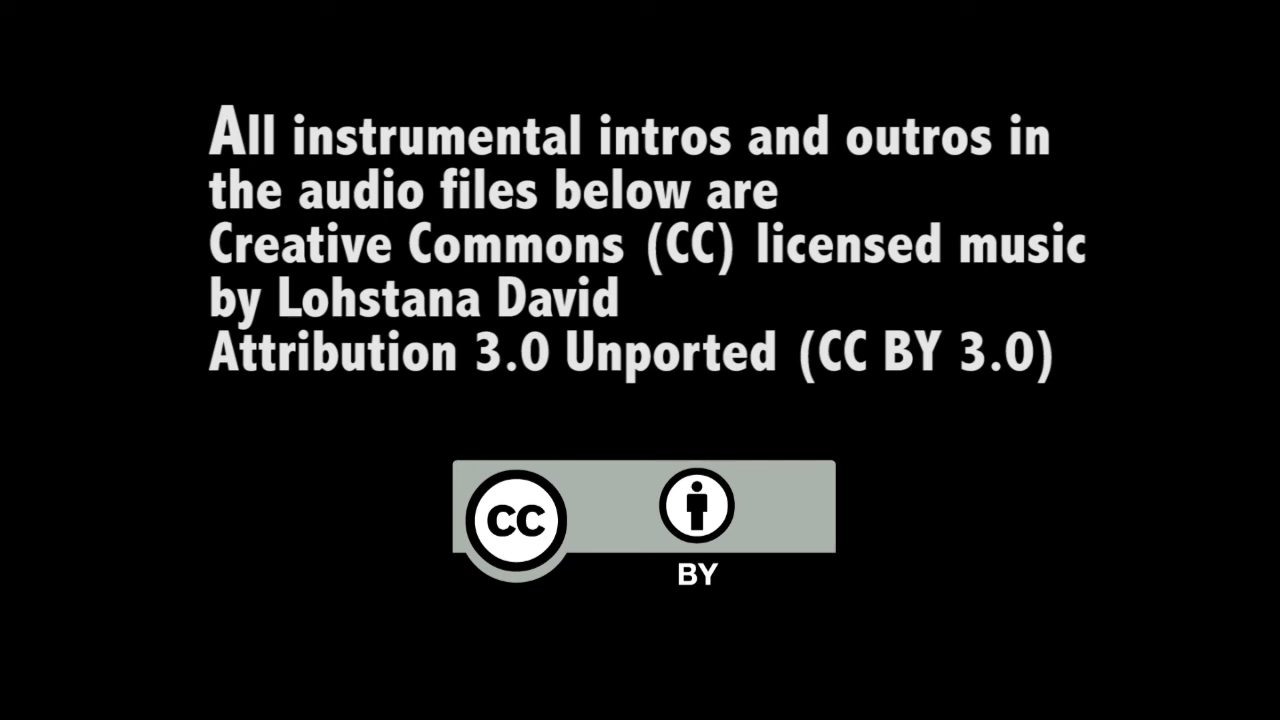 All instrumental intros and outros in
the audio files below are
Creative Commons (CC) licensed music
by Lohstana David
Attribution 3.0 Unported (CC BY 3.0)
CC
BY